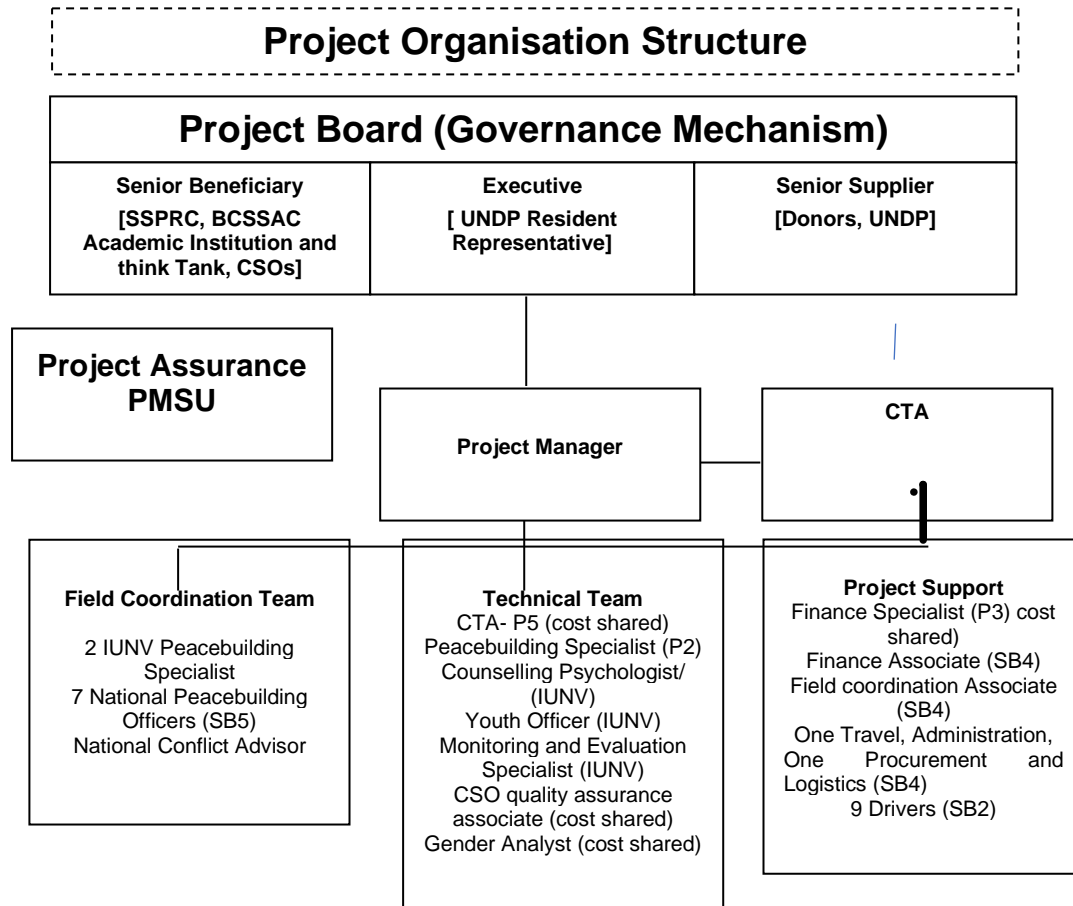 Project Organisation Structure
Project Board (Governance Mechanism)
Senior Beneficiary
[SSPRC, BCSSAC
Academic Institution and
think Tank, CSOs]
Executive
[ UNDP Resident
Representative]
Senior Supplier
[Donors, UNDP]
Project Assurance
PMSU
Project Manager
CTA
Field Coordination Team
2 IUNV Peacebuilding
Specialist
7 National Peacebuilding
Officers (SB5)
National Conflict Advisor
Technical Team
CTA- P5 (cost shared)
Peacebuilding Specialist (P2)
Counselling Psychologist/
(IUNV)
Youth Officer (IUNV)
Monitoring and Evaluation
Specialist (IUNV)
CSO quality assurance
associate (cost shared)
Gender Analyst (cost shared)
Project Support
Finance Specialist (P3) cost
shared)
Finance Associate (SB4)
Field coordination Associate
(SB4)
One Travel, Administration,
One Procurement and
Logistics (SB4)
9 Drivers (SB2)